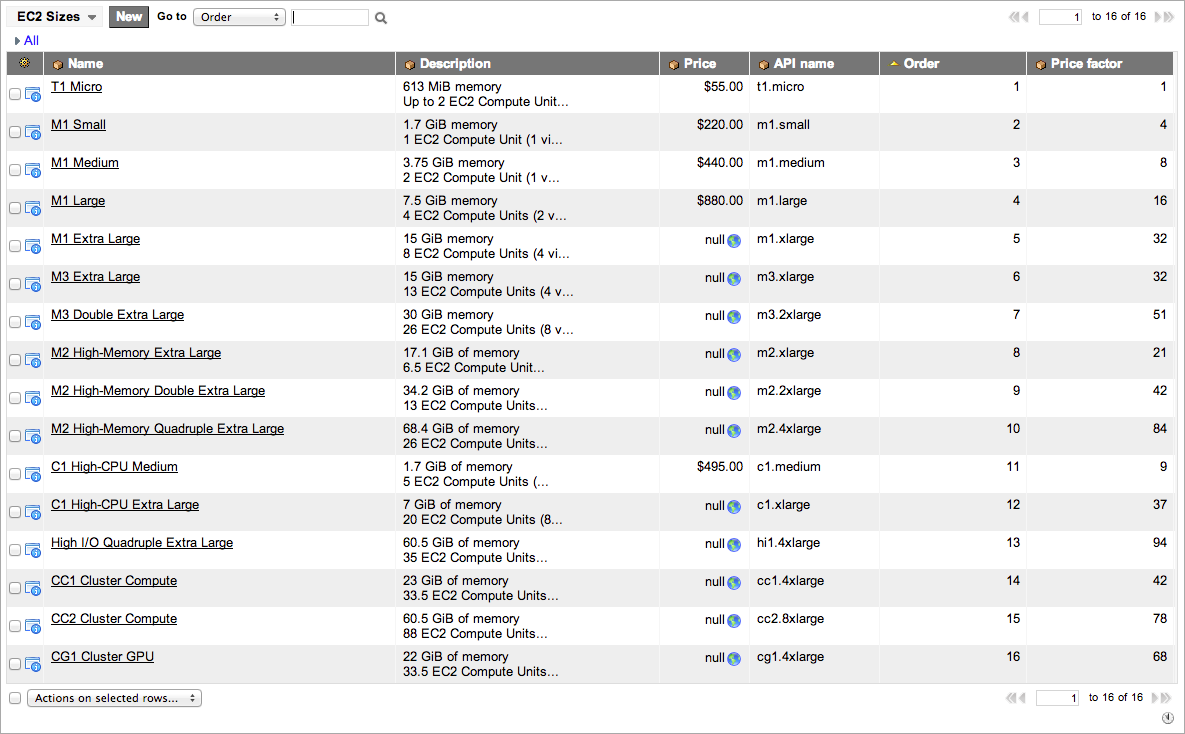 EC2 Sizes New Go to Order 1 to 16 of 16
All
Name Description Price API name Order Price factor
T1 Micro 613 MiB memory $55.00 t1.micro 1 1
Up to 2 EC2 Compute Unit...
M1 Small 1.7 GiB memory $220.00 m1.small 2 4
1 EC2 Compute Unit (1 vi...
M1 Medium 3.75 GiB memory $440.00 m1.medium 3 8
2 EC2 Compute Unit (1 v...
M1 Large 7.5 GiB memory $880.00 m1.large 4 16
4 EC2 Compute Units (2 v...
M1 Extra Large 15 GiB memory null m1.xlarge 5 32
8 EC2 Compute Units (4 vi...
M3 Extra Large 15 GiB memory null m3.xlarge 6 32
13 EC2 Compute Units (4 v...
M3 Double Extra Large 30 GiB memory null m3.2xlarge 7 51
26 EC2 Compute Units (8 v...
M2 High-Memory Extra Large 17.1 GiB of memory null m2.xlarge 8 21
6.5 EC2 Compute Unit...
M2 High-Memory Double Extra Large 34.2 GiB of memory null m2.2xlarge 9 42
13 EC2 Compute Units...
M2 High-Memory Quadruple Extra Large 68.4 GiB of memory null m2.4xlarge 10 84
26 EC2 Compute Units...
C1 High-CPU Medium 1.7 GiB of memory $495.00 c1.medium 11 9
5 EC2 Compute Units (...
C1 High-CPU Extra Large 7 GiB of memory null c1.xlarge 12 37
20 EC2 Compute Units (8...
High I/O Quadruple Extra Large 60.5 GiB of memory null hi1.4xlarge 13 94
35 EC2 Compute Units...
CC1 Cluster Compute 23 GiB of memory null cc1.4xlarge 14 42
33.5 EC2 Compute Units...
CC2 Cluster Compute 60.5 GiB of memory null cc2.8xlarge 15 78
88 EC2 Compute Units...
CG1 Cluster GPU 22 GiB of memory null cg1.4xlarge 16 68
33.5 EC2 Compute Units...
Actions on selected rows... 1 to 16 of 16